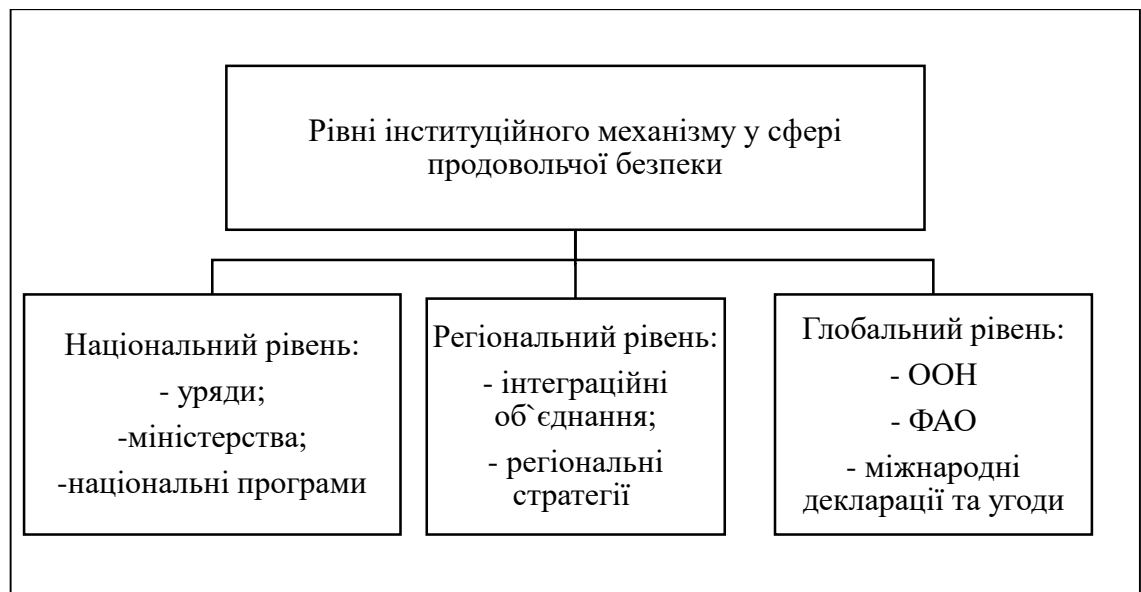 Рівні інституційного механізму у сфері
продовольчої безпеки
Національний рівень:
- уряди;
-міністерства;
-національні програми
Регіональний рівень:
- інтеграційні
об`єднання;
- регіональні
стратегії
Глобальний рівень:
- ООН
- ФАО
- міжнародні
декларації та угоди